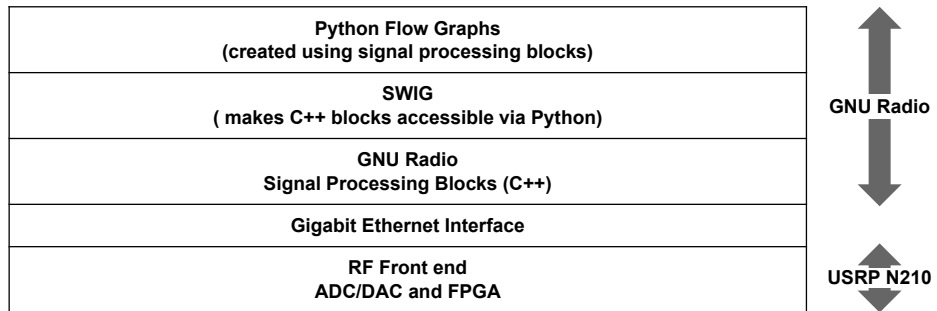 Python Flow Graphs
(created using signal processing blocks)
SWIG
( makes C++ blocks accessible via Python)
GNU Radio
GNU Radio
Signal Processing Blocks (C++)
Gigabit Ethernet Interface
RF Front end
ADC/DAC and FPGA
USRP N210